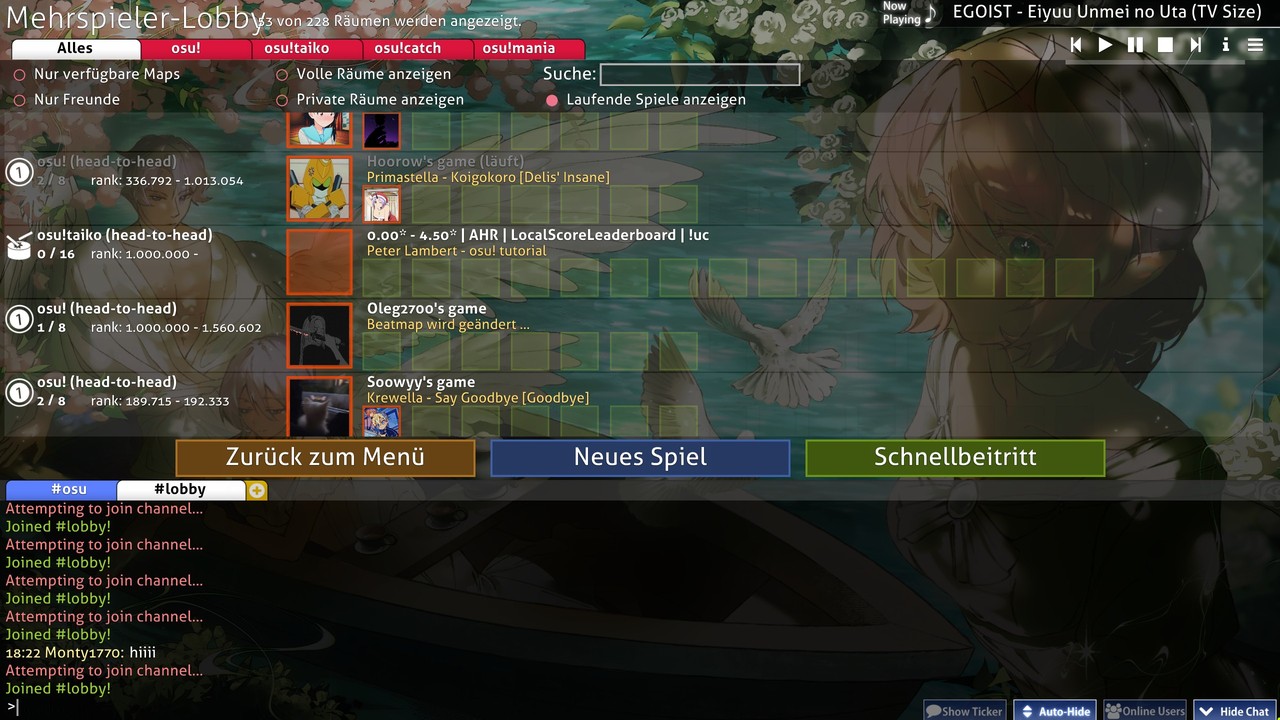 Mehrspieler-Lobby
53 von 228 Räumen werden angezeigt.
Now Playing
EGOIST - Eiyuu Unmei no Uta (TV Size)
Alles
osu!
osu!taiko
osu!catch
osu!mania
Nur verfügbare Maps
Volle Räume anzeigen
Suche:
Nur Freunde
Private Räume anzeigen
Laufende Spiele anzeigen
1
osu! (head-to-head)
2 / 8
rank: 336.792 - 1.013.054
Hoorow's game (läuft)
Primastella - Koigokoro [Delis' Insane]
osu!taiko (head-to-head)
0 / 16
rank: 1.000.000 -
0.00* - 4.50* | AHR | LocalScoreLeaderboard | !uc
Peter Lambert - osu! tutorial
1
osu! (head-to-head)
1 / 8
rank: 1.000.000 - 1.560.602
Oleg2700's game
Beatmap wird geändert ...
1
osu! (head-to-head)
2 / 8
rank: 189.715 - 192.333
Soowyy's game
Krewella - Say Goodbye [Goodbye]
Zurück zum Menü
Neues Spiel
Schnellbeitritt
#osu
#lobby
Attempting to join channel...
Joined #lobby!
Attempting to join channel...
Joined #lobby!
Attempting to join channel...
Joined #lobby!
Attempting to join channel...
Joined #lobby!
18:22 Monty1770: hiiii
Attempting to join channel...
Joined #lobby!
>|
Show Ticker
Auto-Hide
Online Users
Hide Chat